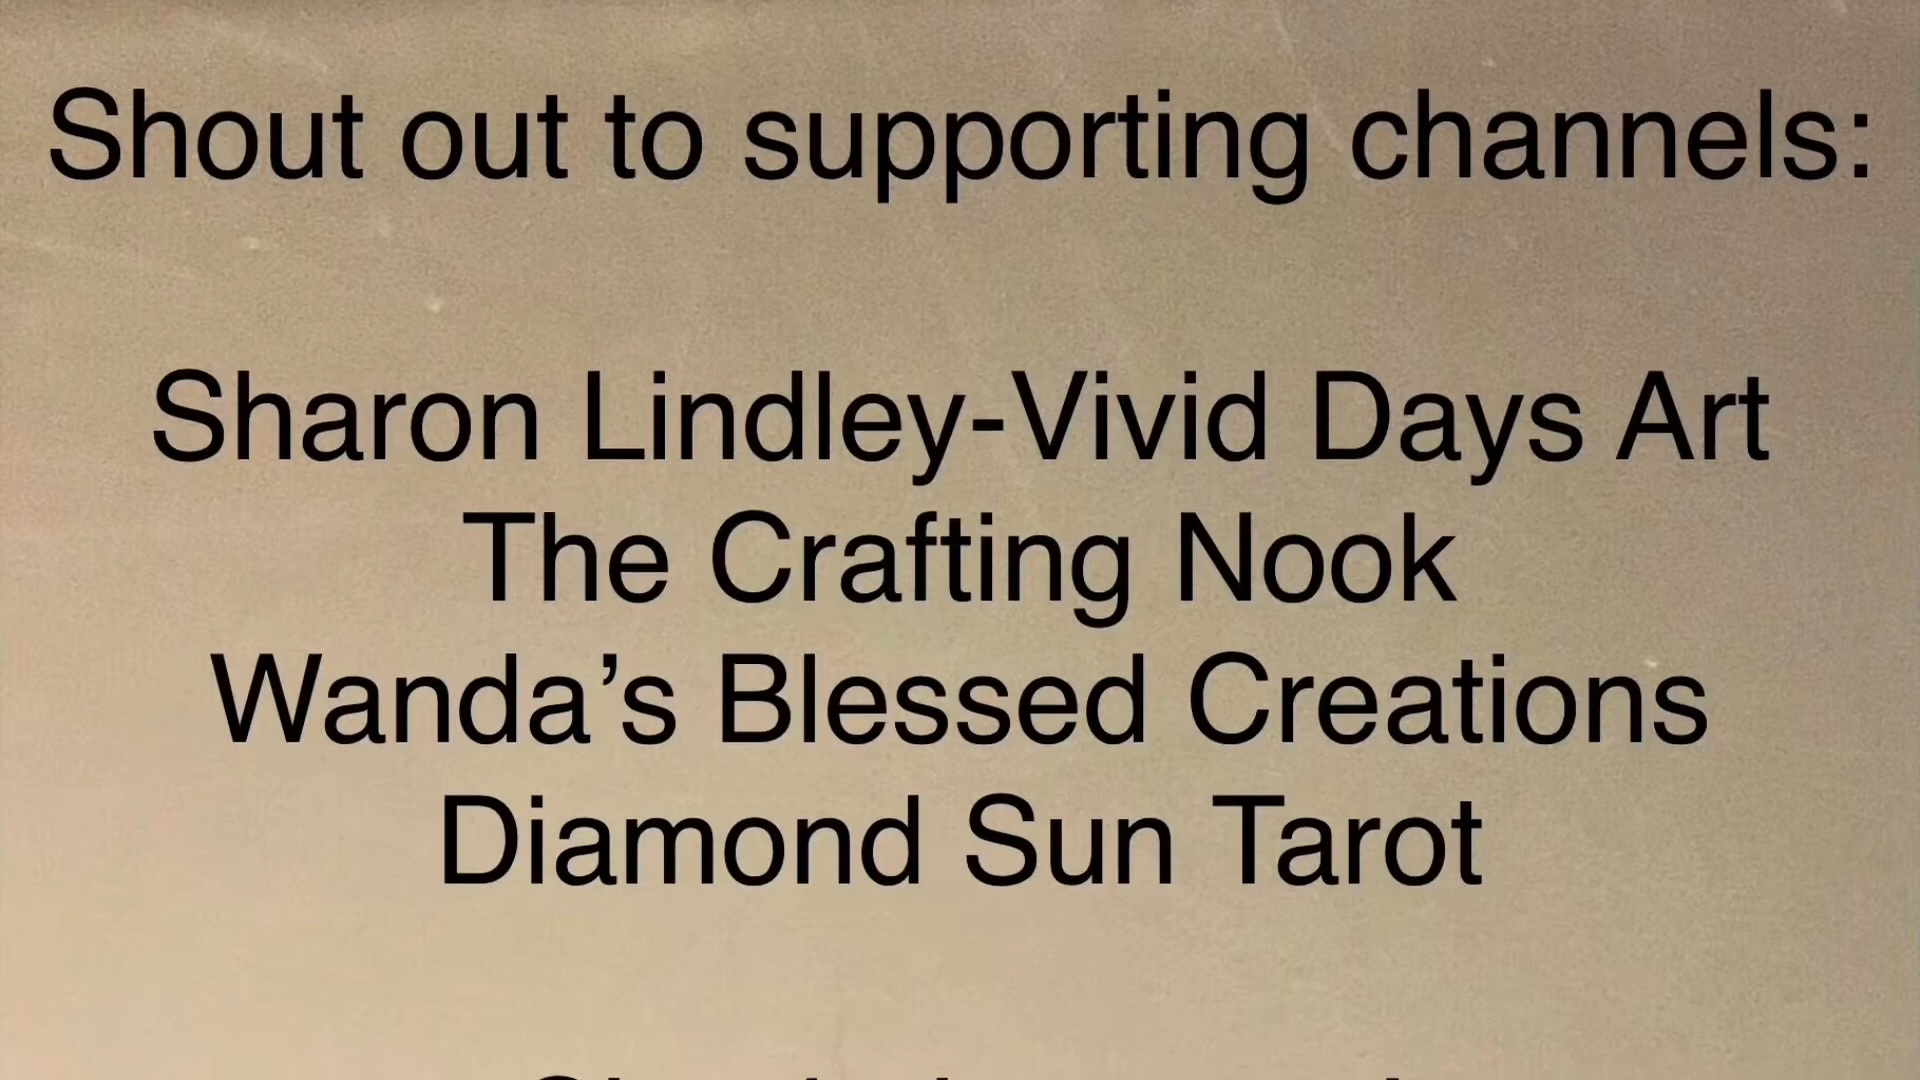 Shout out to supporting channels:
Sharon Lindley-Vivid Days Art
The Crafting Nook
Wanda’s Blessed Creations
Diamond Sun Tarot